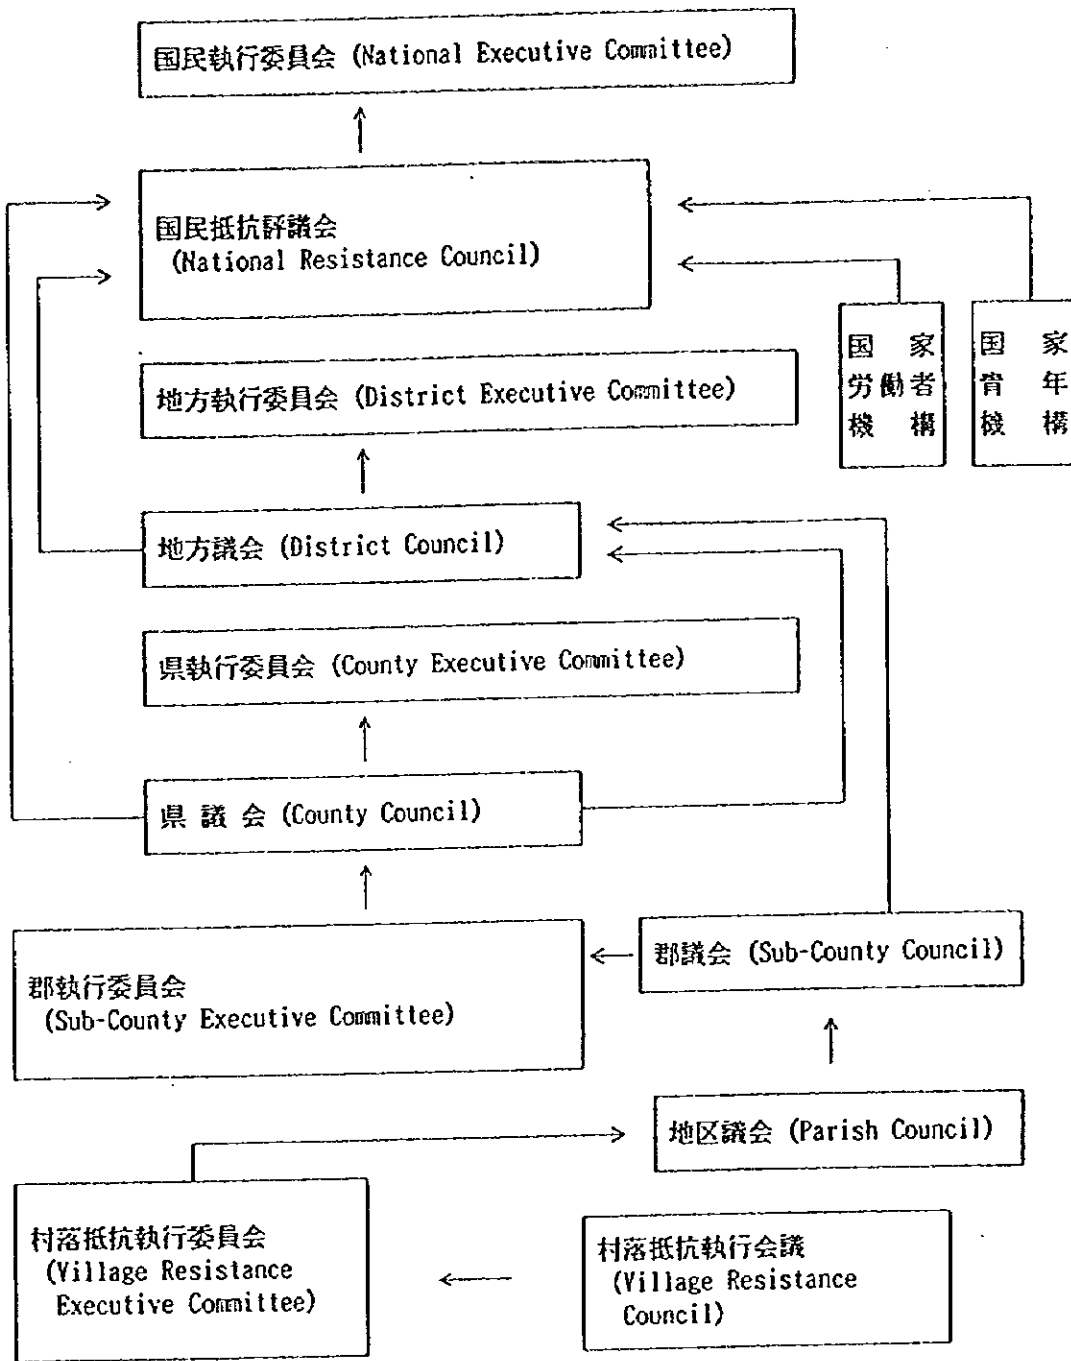 国民執行委員会 (National Executive Committee)
国民抵抗評議会
(National Resistance Council)
国家
労働者
機構
国家
青年
機構
地方執行委員会 (District Executive Committee)
地方議会 (District Council)
県執行委員会 (County Executive Committee)
県議会 (County Council)
郡執行委員会
(Sub-County Executive Committee)
郡議会 (Sub-County Council)
地区議会 (Parish Council)
村落抵抗執行委員会
(Village Resistance
Executive Committee)
村落抵抗執行会議
(Village Resistance
Council)